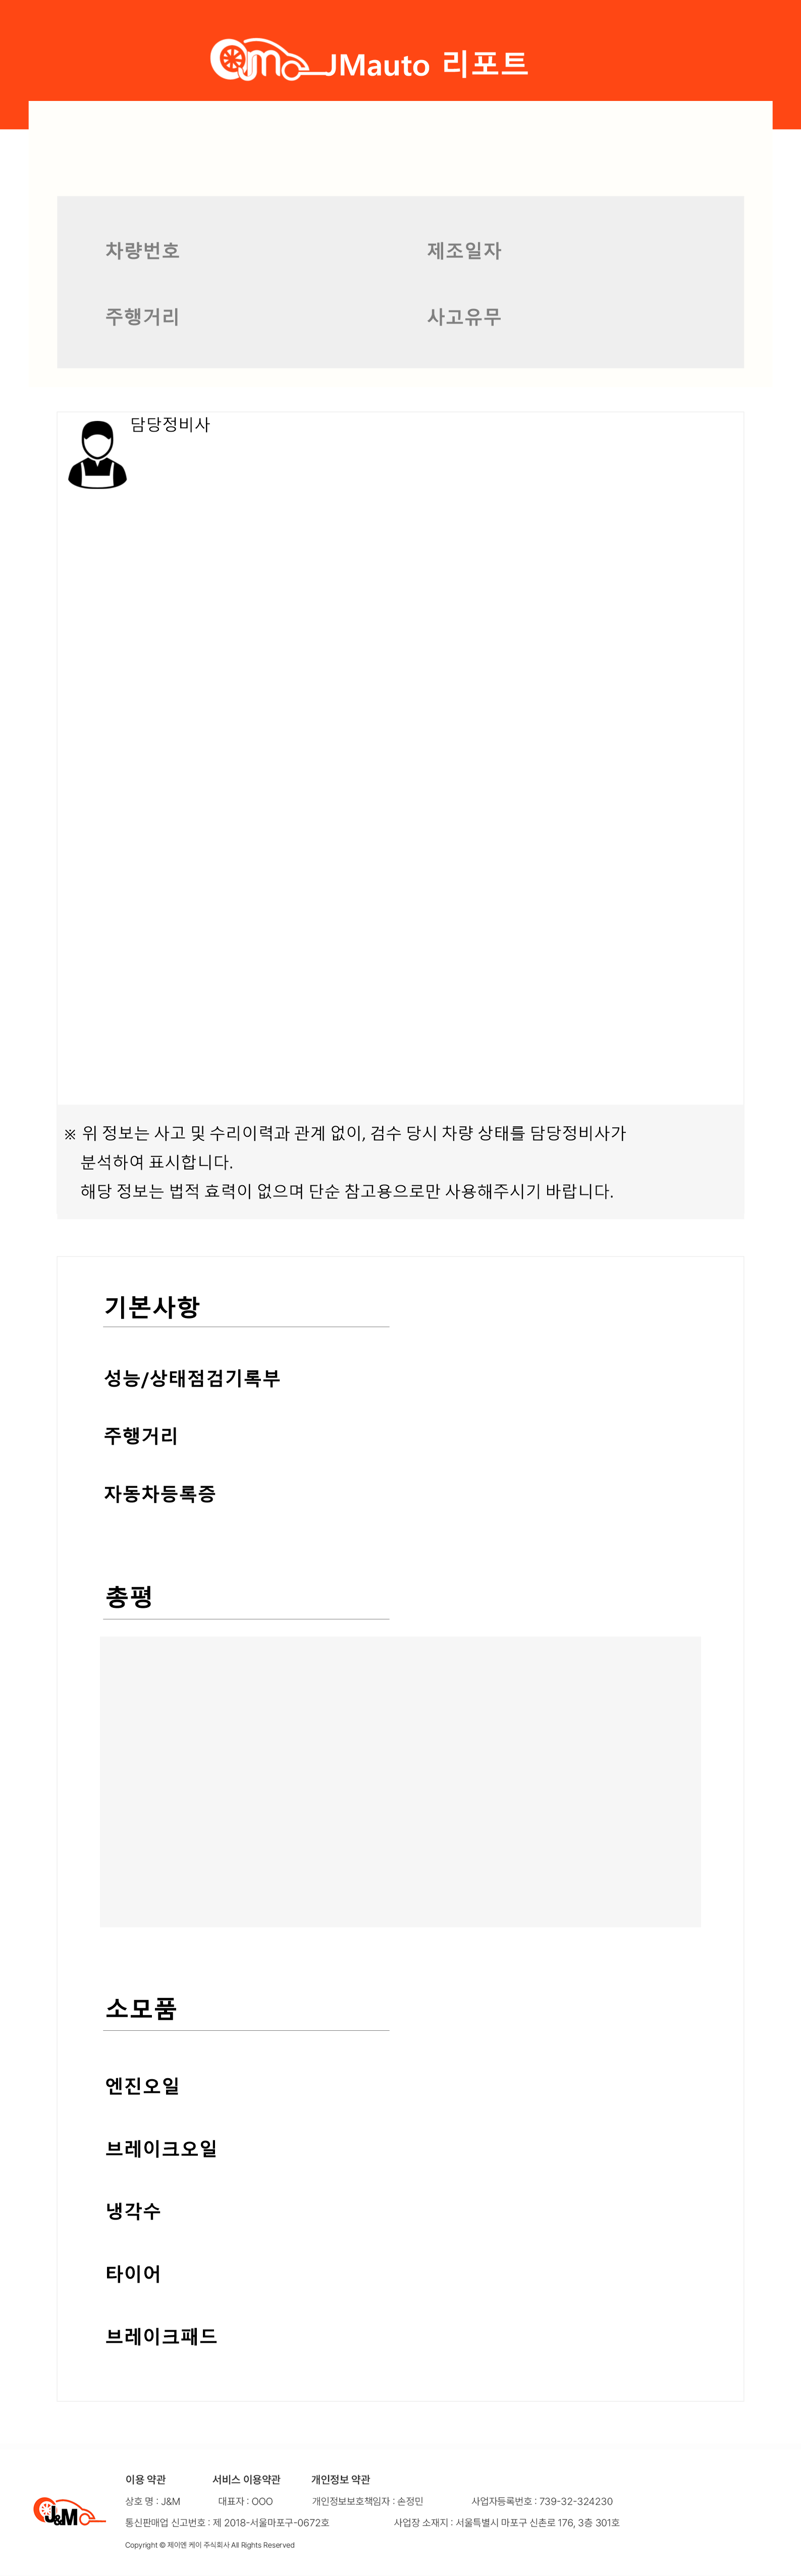 JMauto 리포트
차량번호 제조일자
주행거리 사고유무
담당정비사
※ 위 정보는 사고 및 수리이력과 관계 없이, 검수 당시 차량 상태를 담당정비사가
분석하여 표시합니다.
해당 정보는 법적 효력이 없으며 단순 참고용으로만 사용해주시기 바랍니다.
기본사항
성능/상태점검기록부
주행거리
자동차등록증
총평
소모품
엔진오일
브레이크오일
냉각수
타이어
브레이크패드
이용 약관 서비스 이용약관 개인정보 약관
J&M
상호 명 : J&M 대표자 : OOO 개인정보보호책임자 : 손정민 사업자등록번호 : 739-32-324230
통신판매업 신고번호 : 제 2018-서울마포구-0672호 사업장 소재지 : 서울특별시 마포구 신촌로 176, 3층 301호
Copyright © 제이엔 케이 주식회사 All Rights Reserved